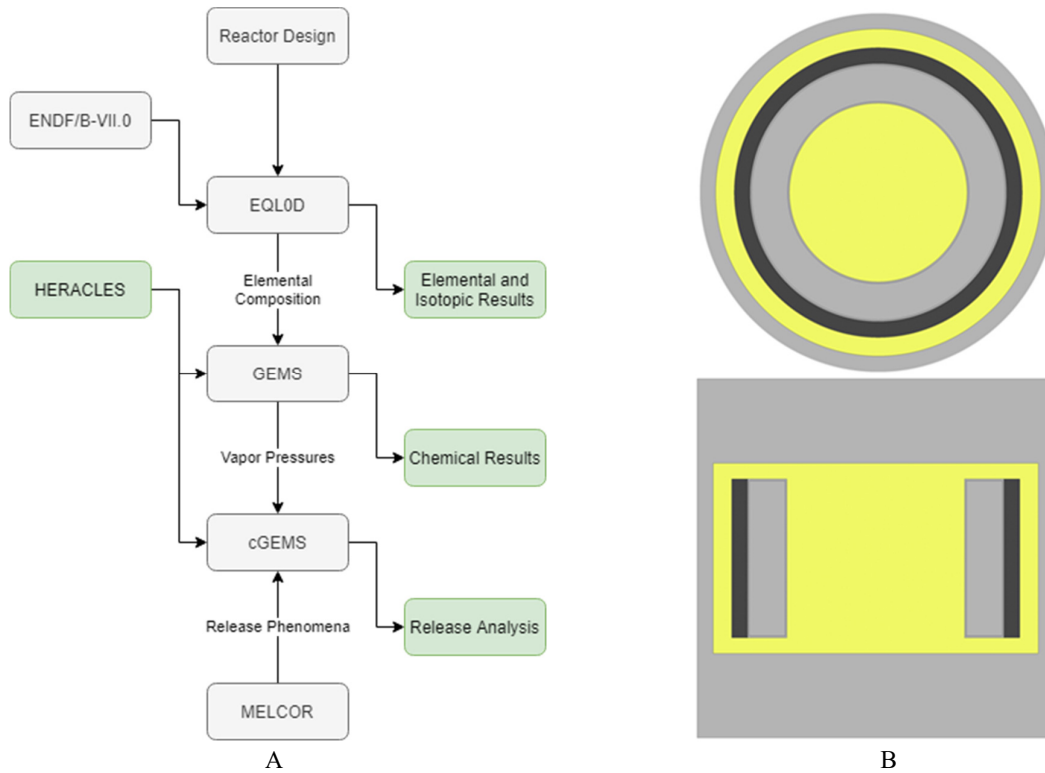 Reactor Design
ENDF/B-VII.0
EQL0D
Elemental
Composition
HERACLES
Elemental and
Isotopic Results
GEMS
Vapor Pressures
Chemical Results
cGEMS
Release Phenomena
Release Analysis
MELCOR
A
B